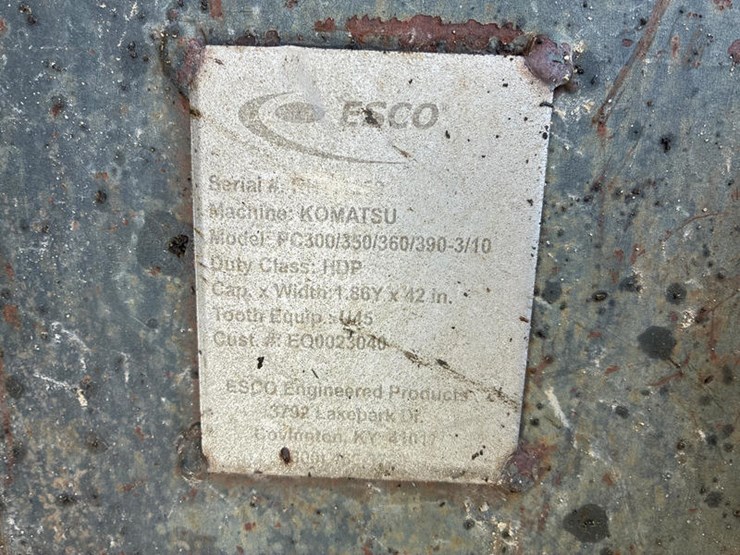 ESCO
Serial #:
Machine: KOMATSU
Model: PC300/350/360/390-3/10
Duty Class: HDP
Cap. x Width:1.86Y x 42 in.
Tooth Equip.: U45
Cust. #: EQ0023040
ESCO Engineered Products
3792 Lakepark Dr.
Covington, KY 41017